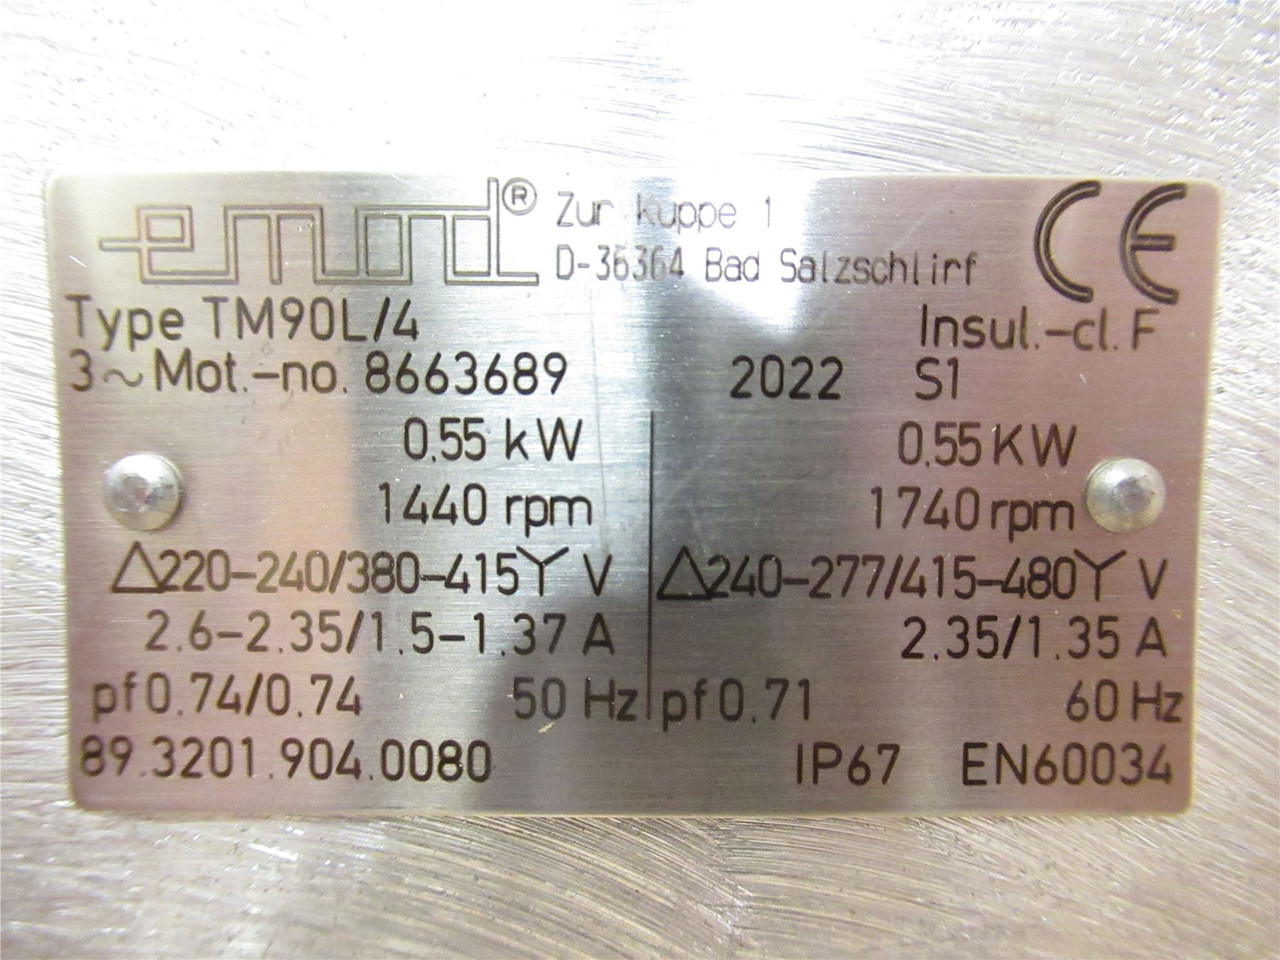 emod® Zur Kuppe 1
D-36364 Bad Salzschlirf
CE
Type TM90L/4 Insul.-cl. F
3~Mot.-no. 8663689 2022 S1
0.55 kW 0.55 KW
1440 rpm 1740 rpm
△220-240/380-415Y V △240-277/415-480Y V
2.6-2.35/1.5-1.37 A 2.35/1.35 A
pf 0.74/0.74 50 Hz pf 0.71 60 Hz
89.3201.904.0080 IP67 EN60034